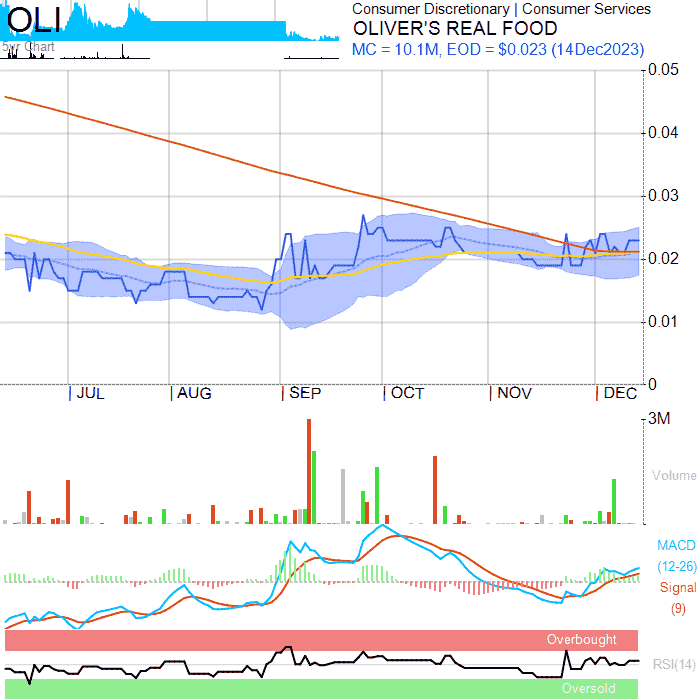 OLI
5yr Chart
Consumer Discretionary | Consumer Services
OLIVER'S REAL FOOD
MC = 10.1M, EOD = $0.023 (14Dec2023)
0.05
0.04
0.03
0.02
0.01
0
JUL
AUG
SEP
OCT
NOV
DEC
3M
Volume
MACD
(12-26)
Signal
(9)
Overbought
RSI(14)
Oversold